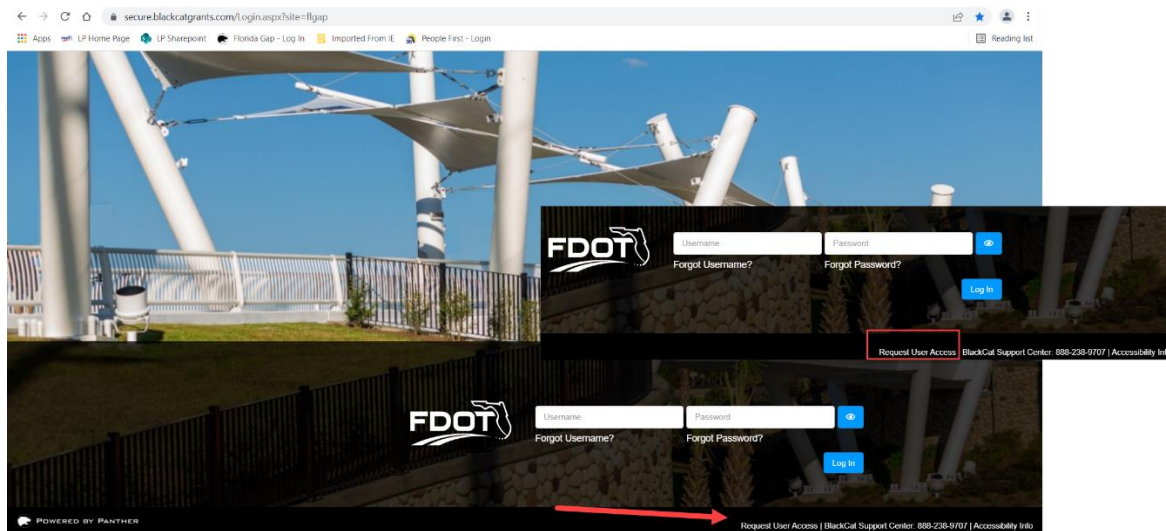 secure.blackcatgrants.com/Login.aspx?site=flgap
Apps LP Home Page LP Sharepoint Florida Gap - Log In Imported From IE People First - Login Reading list
FDOT Username Password
Forgot Username? Forgot Password?
Log In
Request User Access | BlackCat Support Center: 888-238-9707 | Accessibility Inf
FDOT Username Password
Forgot Username? Forgot Password?
Log In
POWERED BY PANTHER Request User Access | BlackCat Support Center: 888-238-9707 | Accessibility Info